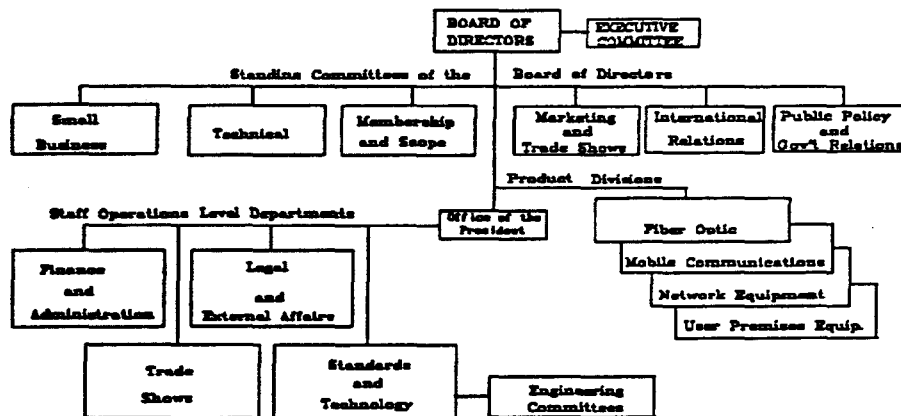 BOARD OF
DIRECTORS
EXECUTIVE
COMMITTEE
Standing Committees of the Board of Directors
Small
Business
Technical
Membership
and Scope
Marketing
and
Trade Shows
International
Relations
Public Policy
and
Gov't Relations
Product Divisions
Staff Operations Level Departments
Office of the
President
Fiber Optic
Mobile Communications
Network Equipment
User Premises Equip.
Finance
and
Administration
Legal
and
External Affairs
Trade
Shows
Standards
and
Technology
Engineering
Committees